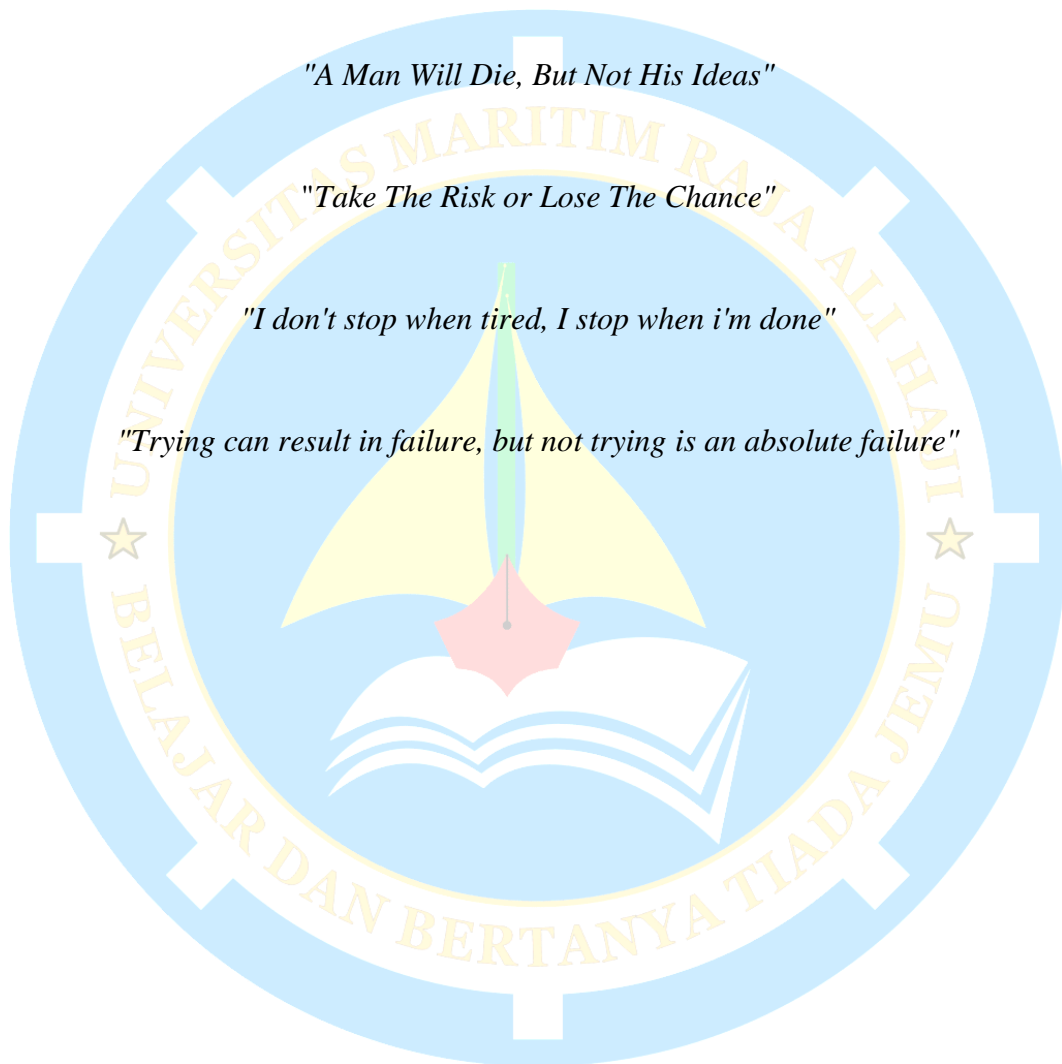 "A Man Will Die, But Not His Ideas"
"Take The Risk or Lose The Chance"
"I don't stop when tired, I stop when i'm done"
"Trying can result in failure, but not trying is an absolute failure"
UNIVERSITAS MARITIM RAJA ALI HAJI
BELAJAR DAN BERTANYA TIADA JEMU